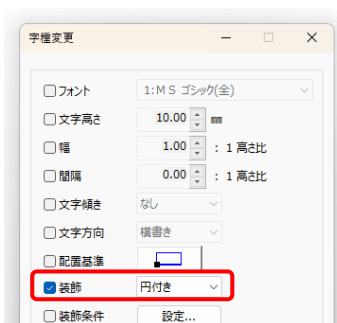 字種変更
フォント 1:ＭＳ ゴシック(全)
文字高さ 10.00 mm
幅 1.00 : 1 高さ比
間隔 0.00 : 1 高さ比
文字傾き なし
文字方向 横書き
配置基準
装飾 円付き
装飾条件 設定...